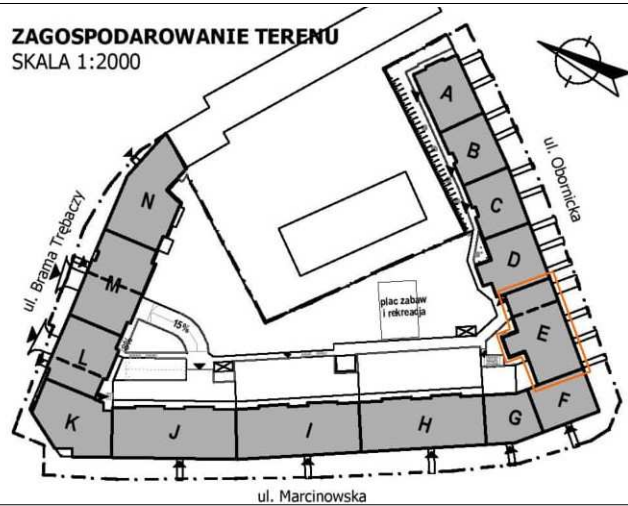 ZAGOSPODAROWANIE TERENU
SKALA 1:2000
A
B
C
D
E
F
G
H
I
J
K
L
M
N
ul. Obornicka
ul. Brama Trębaczy
plac zabaw
i rekreacja
15%
ul. Marcinowska